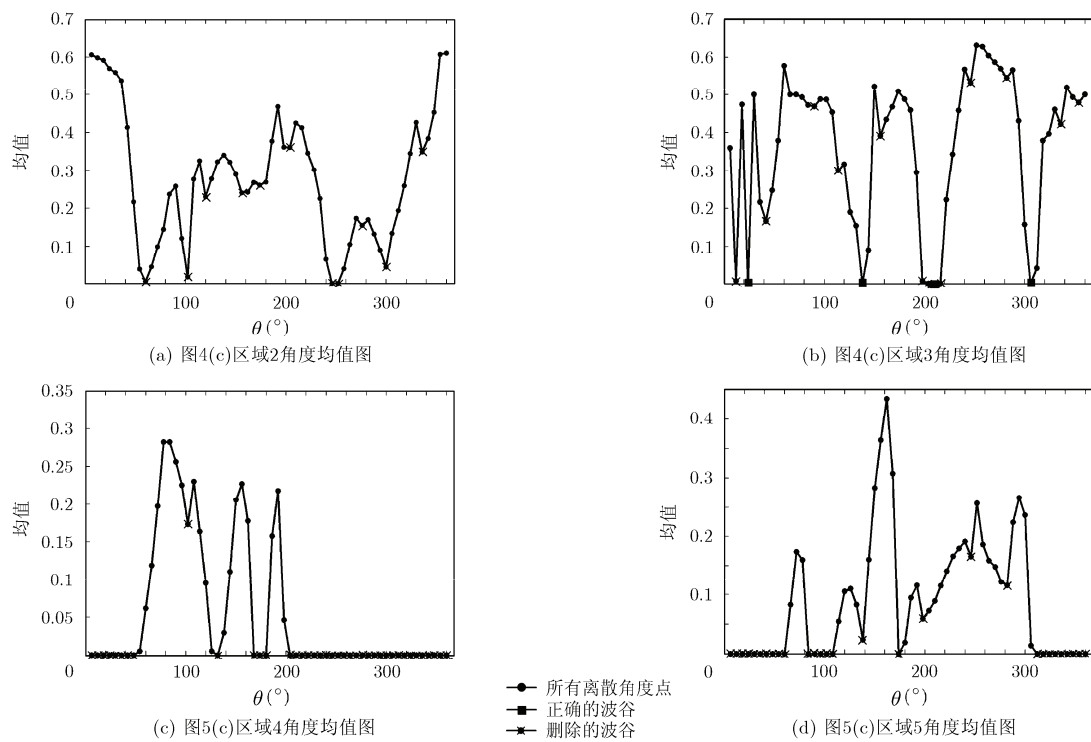 0.7
0.6
0.5
0.4
0.3
0.2
0.1
0
100
200
300
均值
θ(°)
(a) 图4(c)区域2角度均值图
0.7
0.6
0.5
0.4
0.3
0.2
0.1
0
100
200
300
均值
θ(°)
(b) 图4(c)区域3角度均值图
0.35
0.3
0.25
0.2
0.15
0.1
0.05
0
100
200
300
均值
θ(°)
(c) 图5(c)区域4角度均值图
0.4
0.3
0.2
0.1
0
100
200
300
均值
θ(°)
(d) 图5(c)区域5角度均值图
所有离散角度点
正确的波谷
删除的波谷